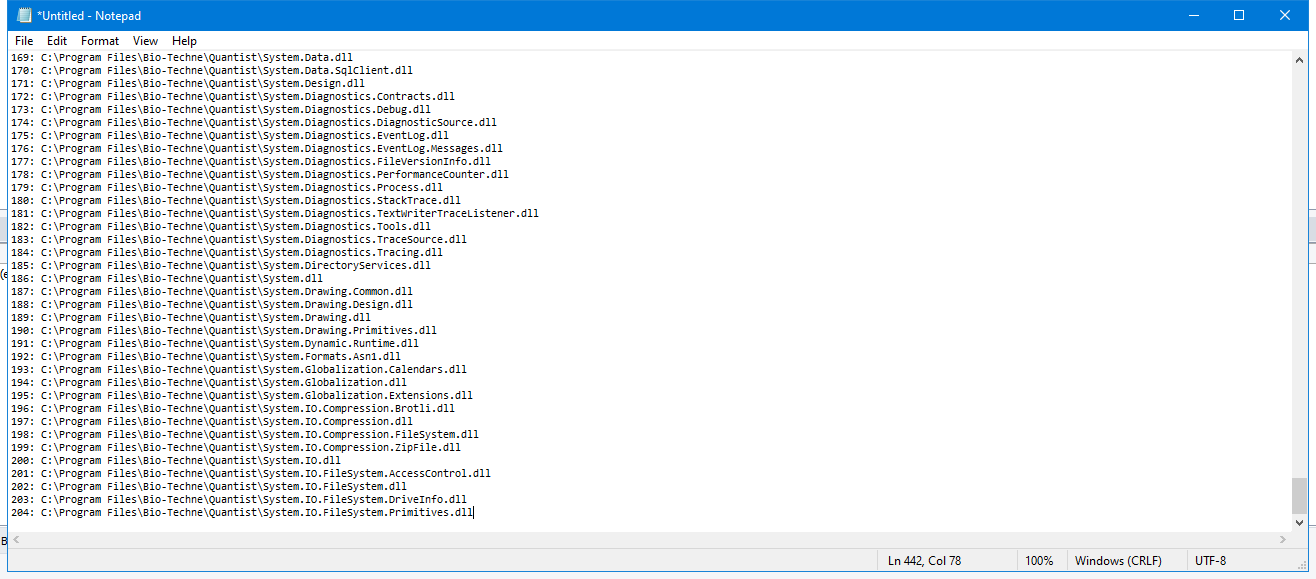 *Untitled - Notepad
File Edit Format View Help
169: C:\Program Files\Bio-Techne\Quantist\System.Data.dll
170: C:\Program Files\Bio-Techne\Quantist\System.Data.SqlClient.dll
171: C:\Program Files\Bio-Techne\Quantist\System.Design.dll
172: C:\Program Files\Bio-Techne\Quantist\System.Diagnostics.Contracts.dll
173: C:\Program Files\Bio-Techne\Quantist\System.Diagnostics.Debug.dll
174: C:\Program Files\Bio-Techne\Quantist\System.Diagnostics.DiagnosticSource.dll
175: C:\Program Files\Bio-Techne\Quantist\System.Diagnostics.EventLog.dll
176: C:\Program Files\Bio-Techne\Quantist\System.Diagnostics.EventLog.Messages.dll
177: C:\Program Files\Bio-Techne\Quantist\System.Diagnostics.FileVersionInfo.dll
178: C:\Program Files\Bio-Techne\Quantist\System.Diagnostics.PerformanceCounter.dll
179: C:\Program Files\Bio-Techne\Quantist\System.Diagnostics.Process.dll
180: C:\Program Files\Bio-Techne\Quantist\System.Diagnostics.StackTrace.dll
181: C:\Program Files\Bio-Techne\Quantist\System.Diagnostics.TextWriterTraceListener.dll
182: C:\Program Files\Bio-Techne\Quantist\System.Diagnostics.Tools.dll
183: C:\Program Files\Bio-Techne\Quantist\System.Diagnostics.TraceSource.dll
184: C:\Program Files\Bio-Techne\Quantist\System.Diagnostics.Tracing.dll
185: C:\Program Files\Bio-Techne\Quantist\System.DirectoryServices.dll
186: C:\Program Files\Bio-Techne\Quantist\System.dll
187: C:\Program Files\Bio-Techne\Quantist\System.Drawing.Common.dll
188: C:\Program Files\Bio-Techne\Quantist\System.Drawing.Design.dll
189: C:\Program Files\Bio-Techne\Quantist\System.Drawing.dll
190: C:\Program Files\Bio-Techne\Quantist\System.Drawing.Primitives.dll
191: C:\Program Files\Bio-Techne\Quantist\System.Dynamic.Runtime.dll
192: C:\Program Files\Bio-Techne\Quantist\System.Formats.Asn1.dll
193: C:\Program Files\Bio-Techne\Quantist\System.Globalization.Calendars.dll
194: C:\Program Files\Bio-Techne\Quantist\System.Globalization.dll
195: C:\Program Files\Bio-Techne\Quantist\System.Globalization.Extensions.dll
196: C:\Program Files\Bio-Techne\Quantist\System.IO.Compression.Brotli.dll
197: C:\Program Files\Bio-Techne\Quantist\System.IO.Compression.dll
198: C:\Program Files\Bio-Techne\Quantist\System.IO.Compression.FileSystem.dll
199: C:\Program Files\Bio-Techne\Quantist\System.IO.Compression.ZipFile.dll
200: C:\Program Files\Bio-Techne\Quantist\System.IO.dll
201: C:\Program Files\Bio-Techne\Quantist\System.IO.FileSystem.AccessControl.dll
202: C:\Program Files\Bio-Techne\Quantist\System.IO.FileSystem.dll
203: C:\Program Files\Bio-Techne\Quantist\System.IO.FileSystem.DriveInfo.dll
204: C:\Program Files\Bio-Techne\Quantist\System.IO.FileSystem.Primitives.dll
Ln 442, Col 78 100% Windows (CRLF) UTF-8